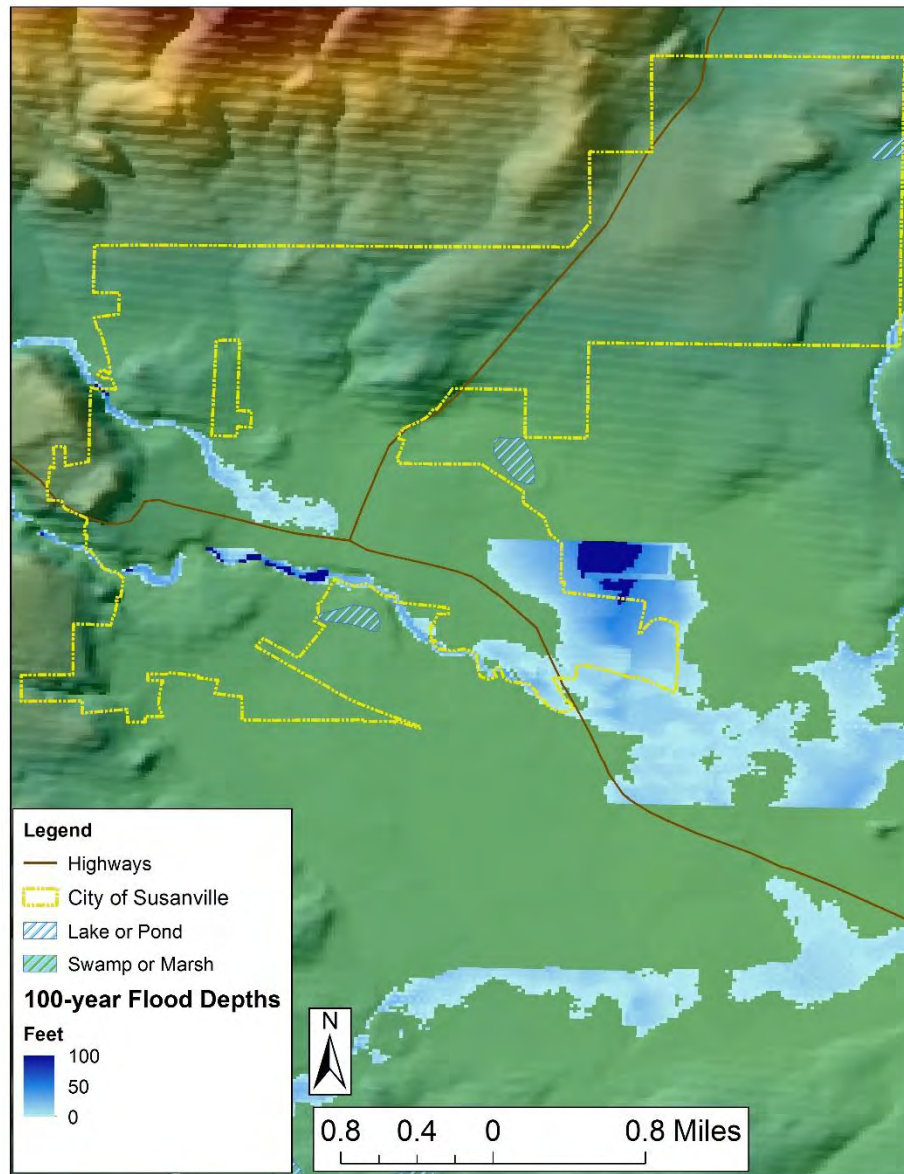 Legend
Highways
City of Susanville
Lake or Pond
Swamp or Marsh
100-year Flood Depths
Feet
100
50
0
N
0.8 0.4 0 0.8 Miles